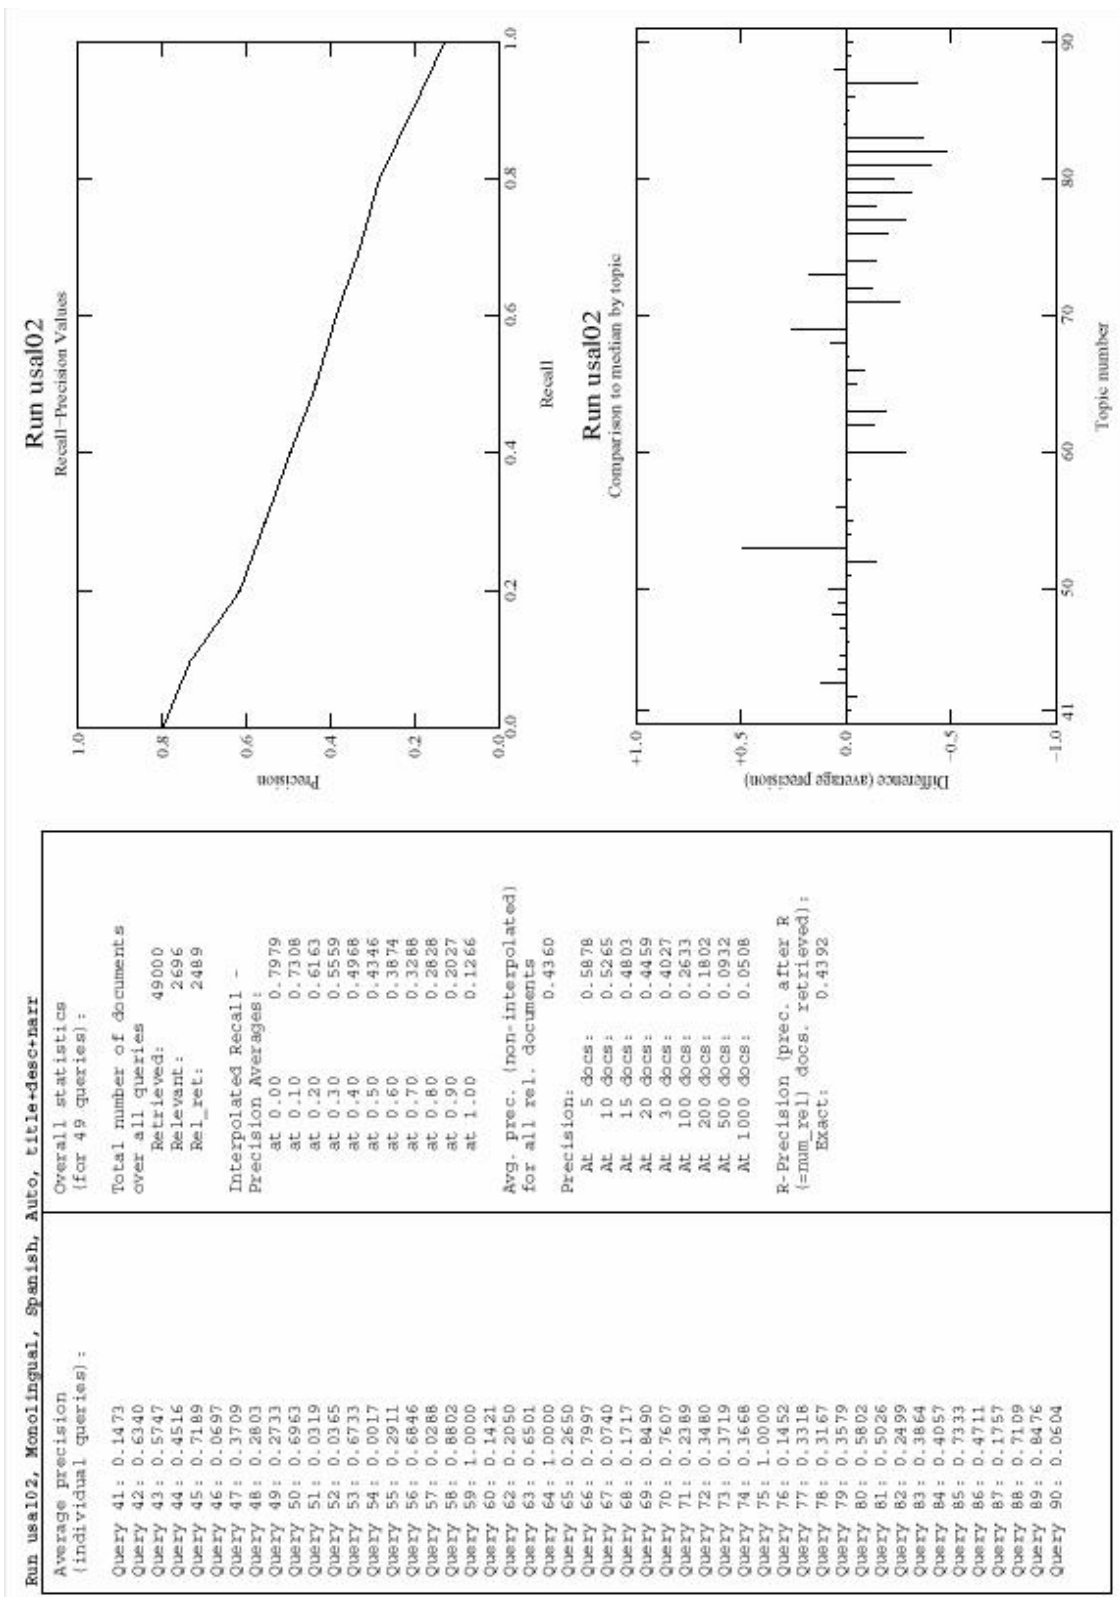 Run usal02, Monolingual, Spanish, Auto, title+desc+narr
Average precision
(individual queries):
Query 41: 0.1473
Query 42: 0.6340
Query 43: 0.5747
Query 44: 0.4516
Query 45: 0.7189
Query 46: 0.0697
Query 47: 0.3709
Query 48: 0.2803
Query 49: 0.2733
Query 50: 0.6963
Query 51: 0.0319
Query 52: 0.0365
Query 53: 0.6733
Query 54: 0.0017
Query 55: 0.2911
Query 56: 0.6846
Query 57: 0.0288
Query 58: 0.8802
Query 59: 1.0000
Query 60: 0.1421
Query 62: 0.2050
Query 63: 0.6501
Query 64: 1.0000
Query 65: 0.2650
Query 66: 0.7997
Query 67: 0.0740
Query 68: 0.1717
Query 69: 0.8490
Query 70: 0.7607
Query 71: 0.2389
Query 72: 0.3480
Query 73: 0.3719
Query 74: 0.3668
Query 75: 1.0000
Query 76: 0.1452
Query 77: 0.3318
Query 78: 0.3167
Query 79: 0.3579
Query 80: 0.5802
Query 81: 0.5026
Query 82: 0.2499
Query 83: 0.3864
Query 84: 0.4057
Query 85: 0.7333
Query 86: 0.4711
Query 87: 0.1757
Query 88: 0.7109
Query 89: 0.8476
Query 90: 0.0604
Overall statistics
(for 49 queries):
Total number of documents
over all queries
Retrieved: 49000
Relevant: 2696
Rel_ret: 2489
Interpolated Recall -
Precision Averages:
at 0.00 0.7979
at 0.10 0.7308
at 0.20 0.6163
at 0.30 0.5559
at 0.40 0.4968
at 0.50 0.4346
at 0.60 0.3874
at 0.70 0.3288
at 0.80 0.2828
at 0.90 0.2027
at 1.00 0.1266
Avg. prec. (non-interpolated)
for all rel. documents
0.4360
Precision:
At 5 docs: 0.5878
At 10 docs: 0.5265
At 15 docs: 0.4803
At 20 docs: 0.4459
At 30 docs: 0.4027
At 100 docs: 0.2633
At 200 docs: 0.1802
At 500 docs: 0.0932
At 1000 docs: 0.0508
R-Precision (prec. after R
(=num_rel) docs. retrieved):
Exact: 0.4392
Run usal02
Recall-Precision Values
1.0
0.8
0.6
0.4
0.2
0.0
Precision
0.0 0.2 0.4 0.6 0.8 1.0
Recall
Run usal02
Comparison to median by topic
+1.0
+0.5
0.0
-0.5
-1.0
Difference (average precision)
41 50 60 70 80 90
Topic number